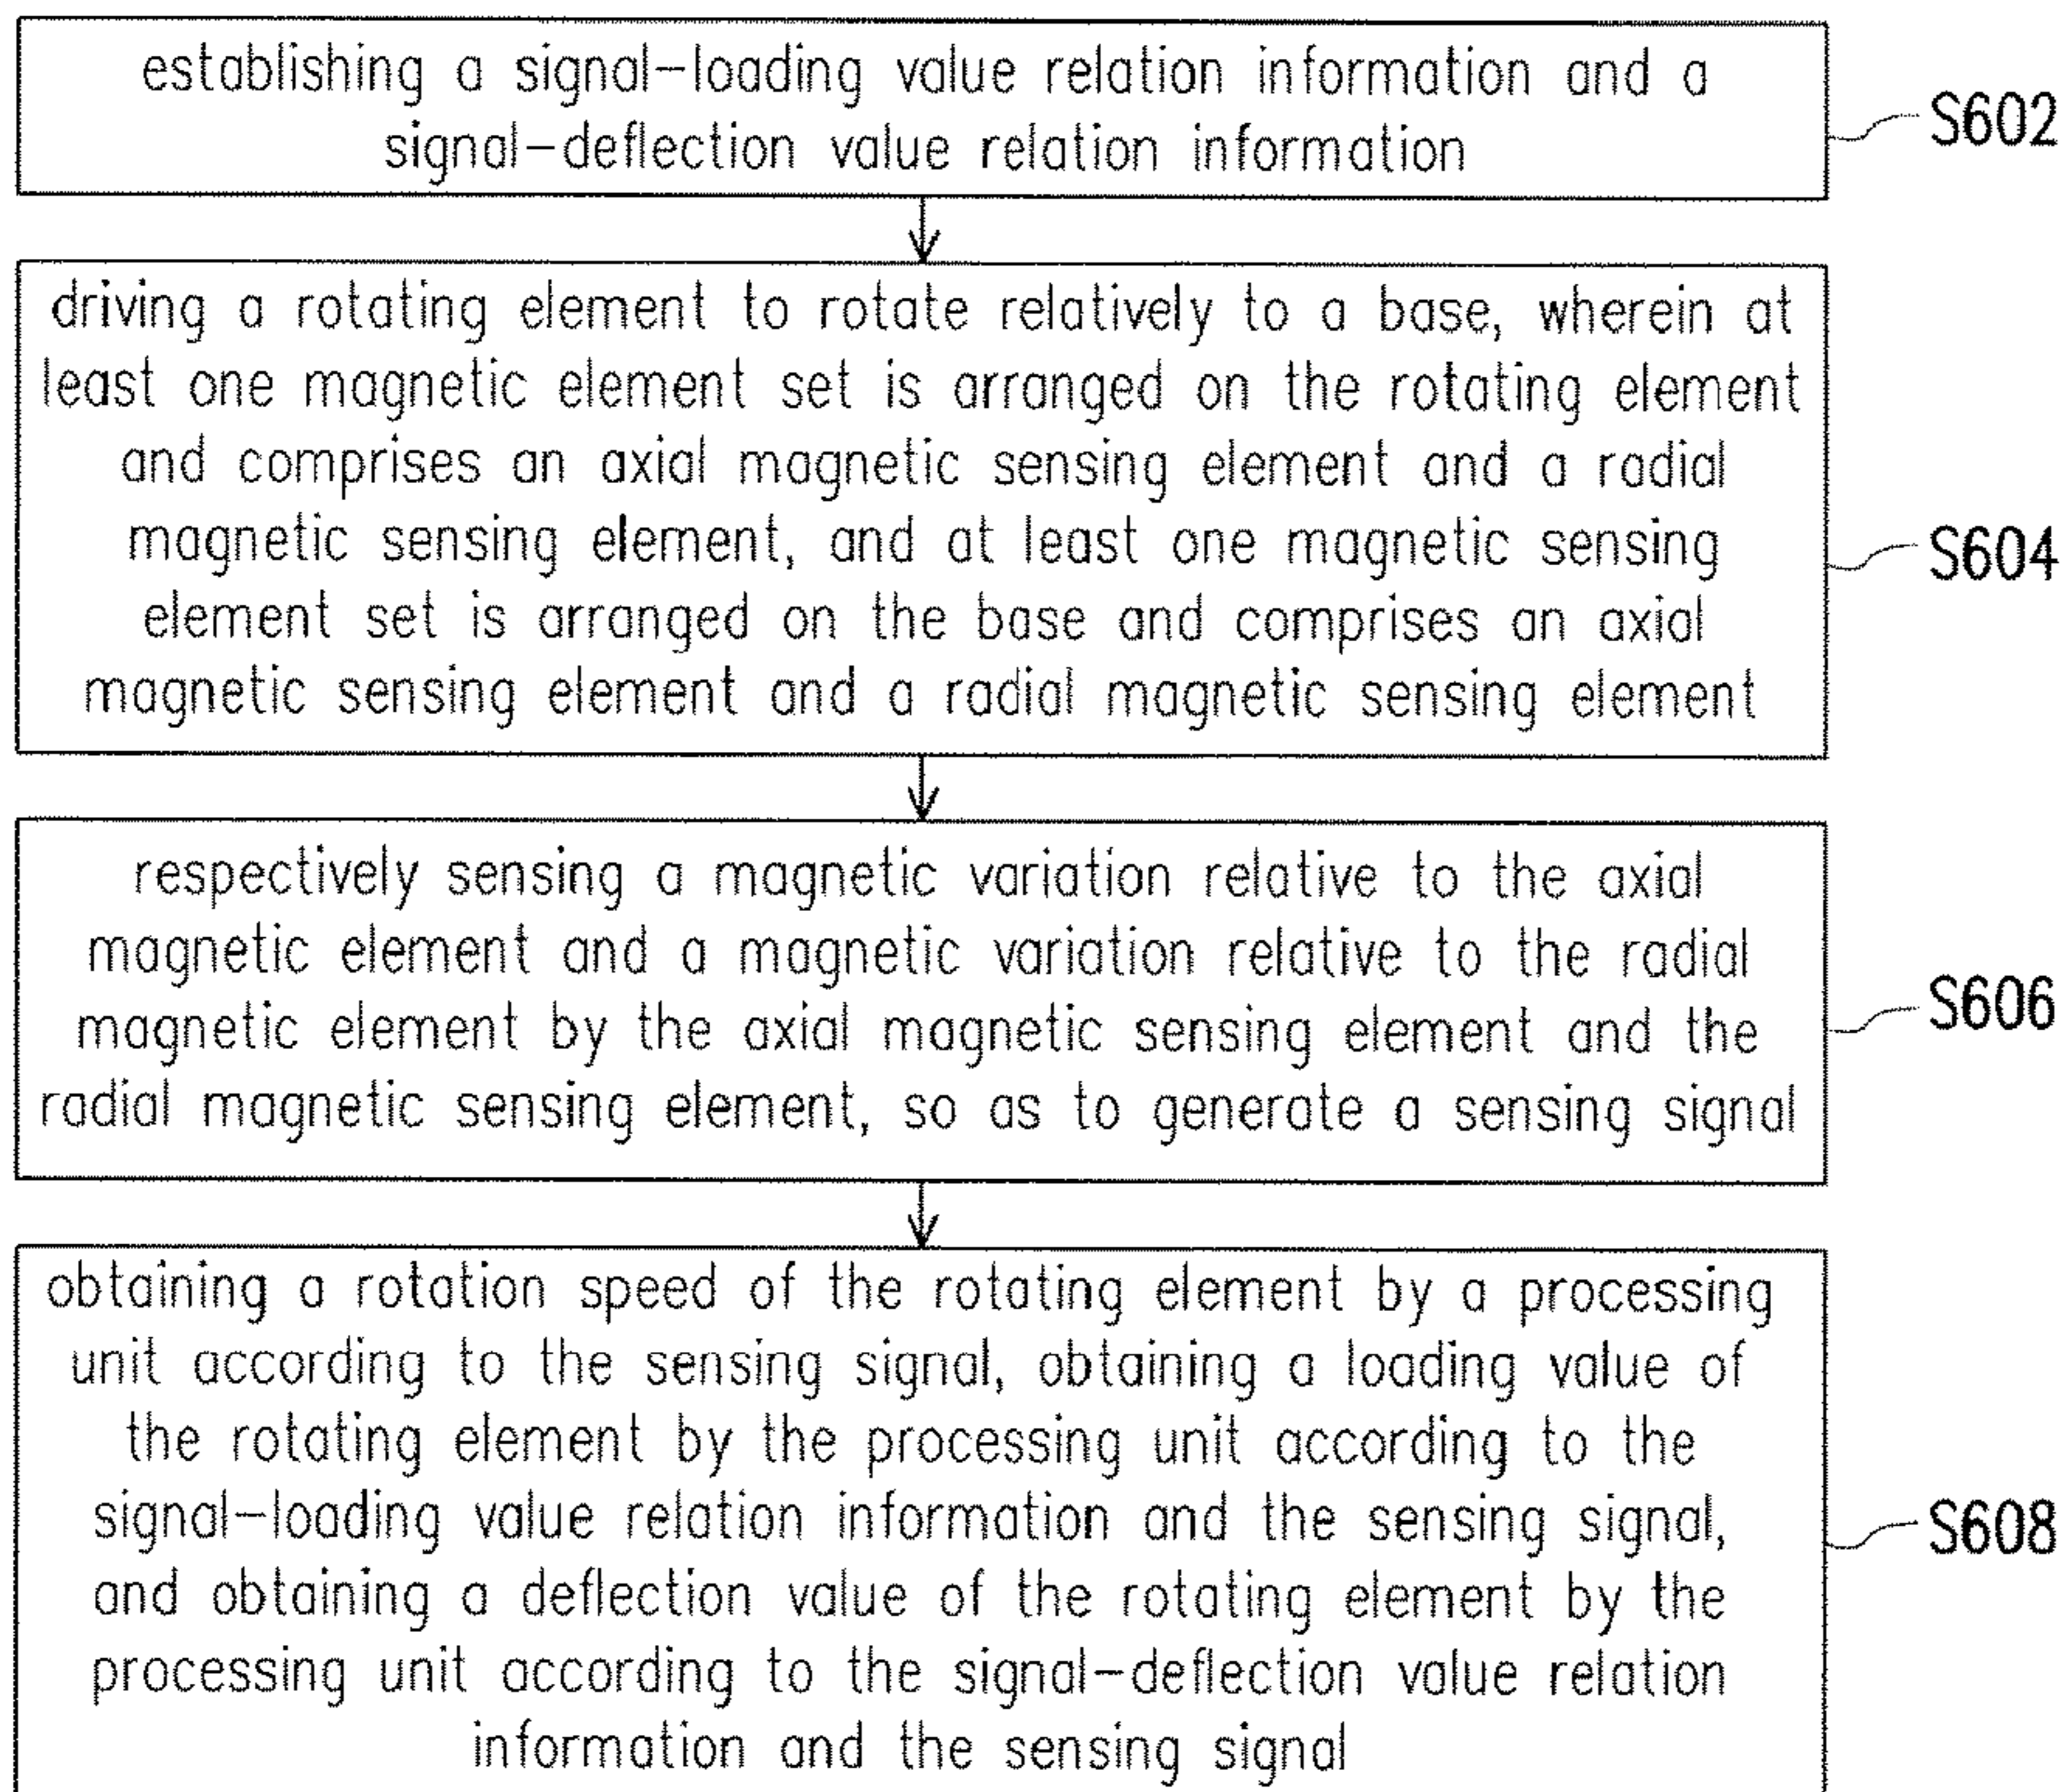 establishing a signal-loading value relation information and a
signal-deflection value relation information
S602
driving a rotating element to rotate relatively to a base, wherein at
least one magnetic element set is arranged on the rotating element
and comprises an axial magnetic sensing element and a radial
magnetic sensing element, and at least one magnetic sensing
element set is arranged on the base and comprises an axial
magnetic sensing element and a radial magnetic sensing element
S604
respectively sensing a magnetic variation relative to the axial
magnetic element and a magnetic variation relative to the radial
magnetic element by the axial magnetic sensing element and the
radial magnetic sensing element, so as to generate a sensing signal
S606
obtaining a rotation speed of the rotating element by a processing
unit according to the sensing signal, obtaining a loading value of
the rotating element by the processing unit according to the
signal-loading value relation information and the sensing signal,
and obtaining a deflection value of the rotating element by the
processing unit according to the signal-deflection value relation
information and the sensing signal
S608